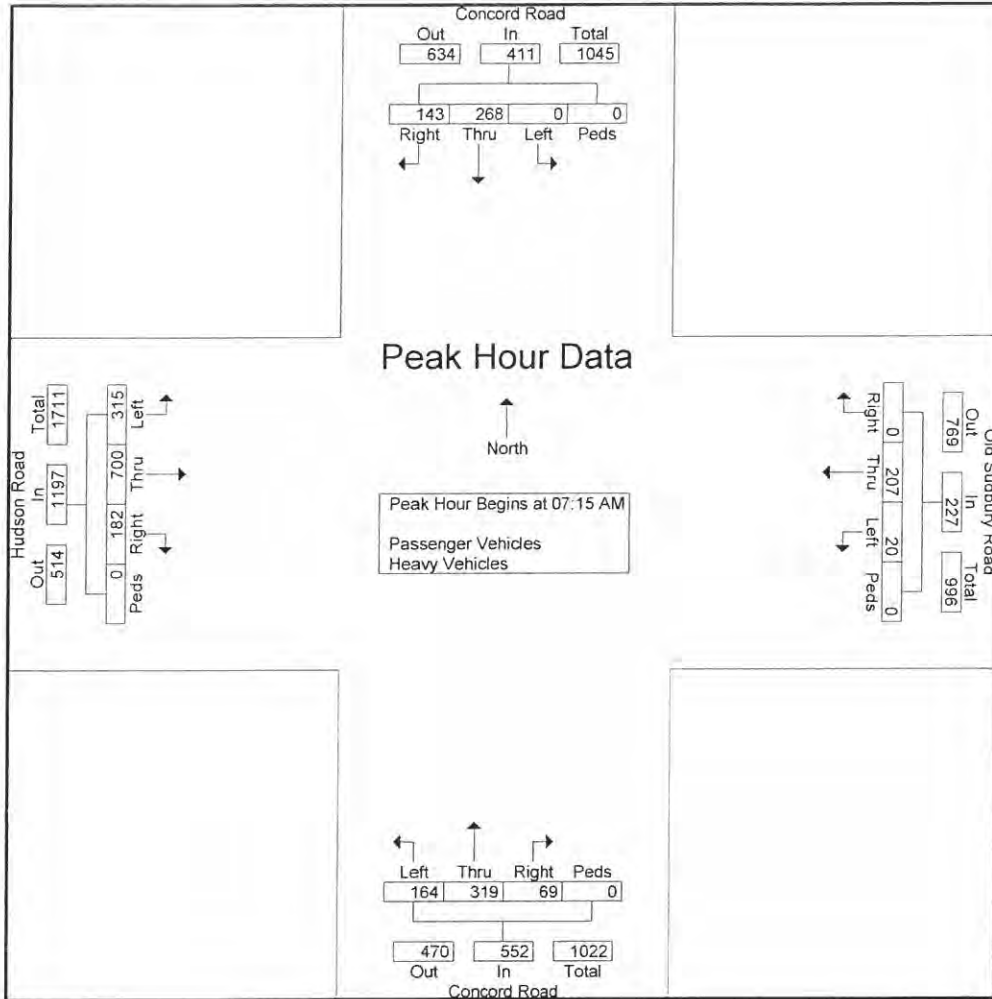 Concord Road
Out In Total
634 411 1045
143 268 0 0
Right Thru Left Peds
Peak Hour Data
North
Peak Hour Begins at 07:15 AM
Passenger Vehicles
Heavy Vehicles
Hudson Road
Total In Out
1711 1197 514
315 700 182 0
Left Thru Right Peds
Old Sudbury Road
Out In Total
769 227 996
0 207 20 0
Right Thru Left Peds
Left Thru Right Peds
164 319 69 0
470 552 1022
Out In Total
Concord Road